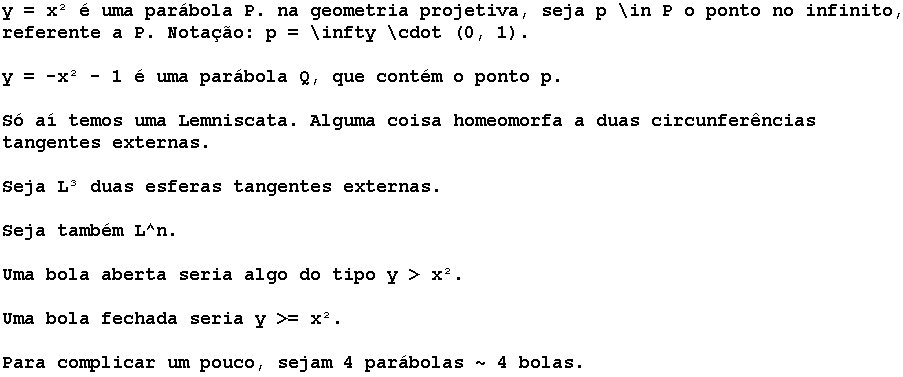 y = x² é uma parábola P. na geometria projetiva, seja p \in P o ponto no infinito,
referente a P. Notação: p = \infty \cdot (0, 1).
y = -x² - 1 é uma parábola Q, que contém o ponto p.
Só aí temos uma Lemniscata. Alguma coisa homeomorfa a duas circunferências
tangentes externas.
Seja L³ duas esferas tangentes externas.
Seja também L^n.
Uma bola aberta seria algo do tipo y > x².
Uma bola fechada seria y >= x².
Para complicar um pouco, sejam 4 parábolas ~ 4 bolas.